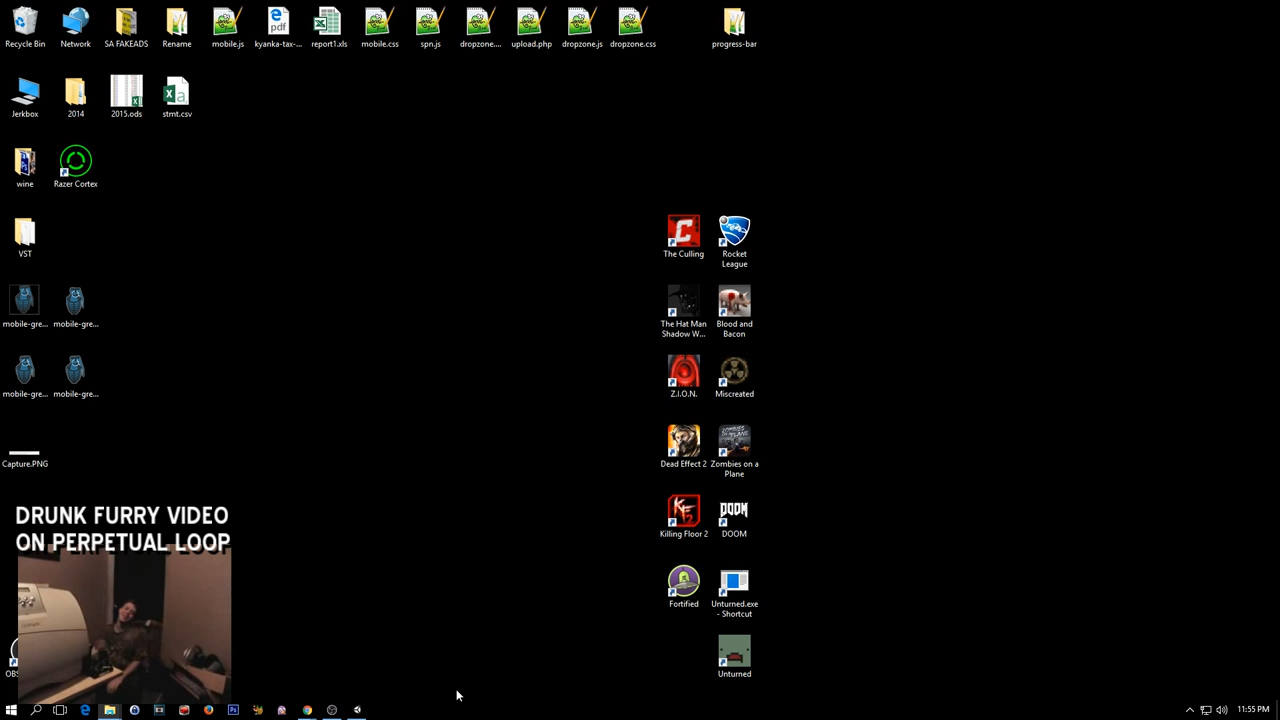 Recycle Bin
Network
SA FAKEADS
Rename
mobile.js
kyanka-tax-...
report1.xls
mobile.css
spn.js
dropzone....
upload.php
dropzone.js
dropzone.css
progress-bar
Jerkbox
2014
2015.ods
stmt.csv
wine
Razer Cortex
VST
The Culling
Rocket
League
mobile-gre...
mobile-gre...
The Hat Man
Shadow W...
Blood and
Bacon
mobile-gre...
mobile-gre...
Z.I.O.N.
Miscreated
Capture.PNG
Dead Effect 2
Zombies on a
Plane
DRUNK FURRY VIDEO
ON PERPETUAL LOOP
Killing Floor 2
DOOM
DOOM
Fortified
Unturned.exe
- Shortcut
OBS
Unturned
11:55 PM